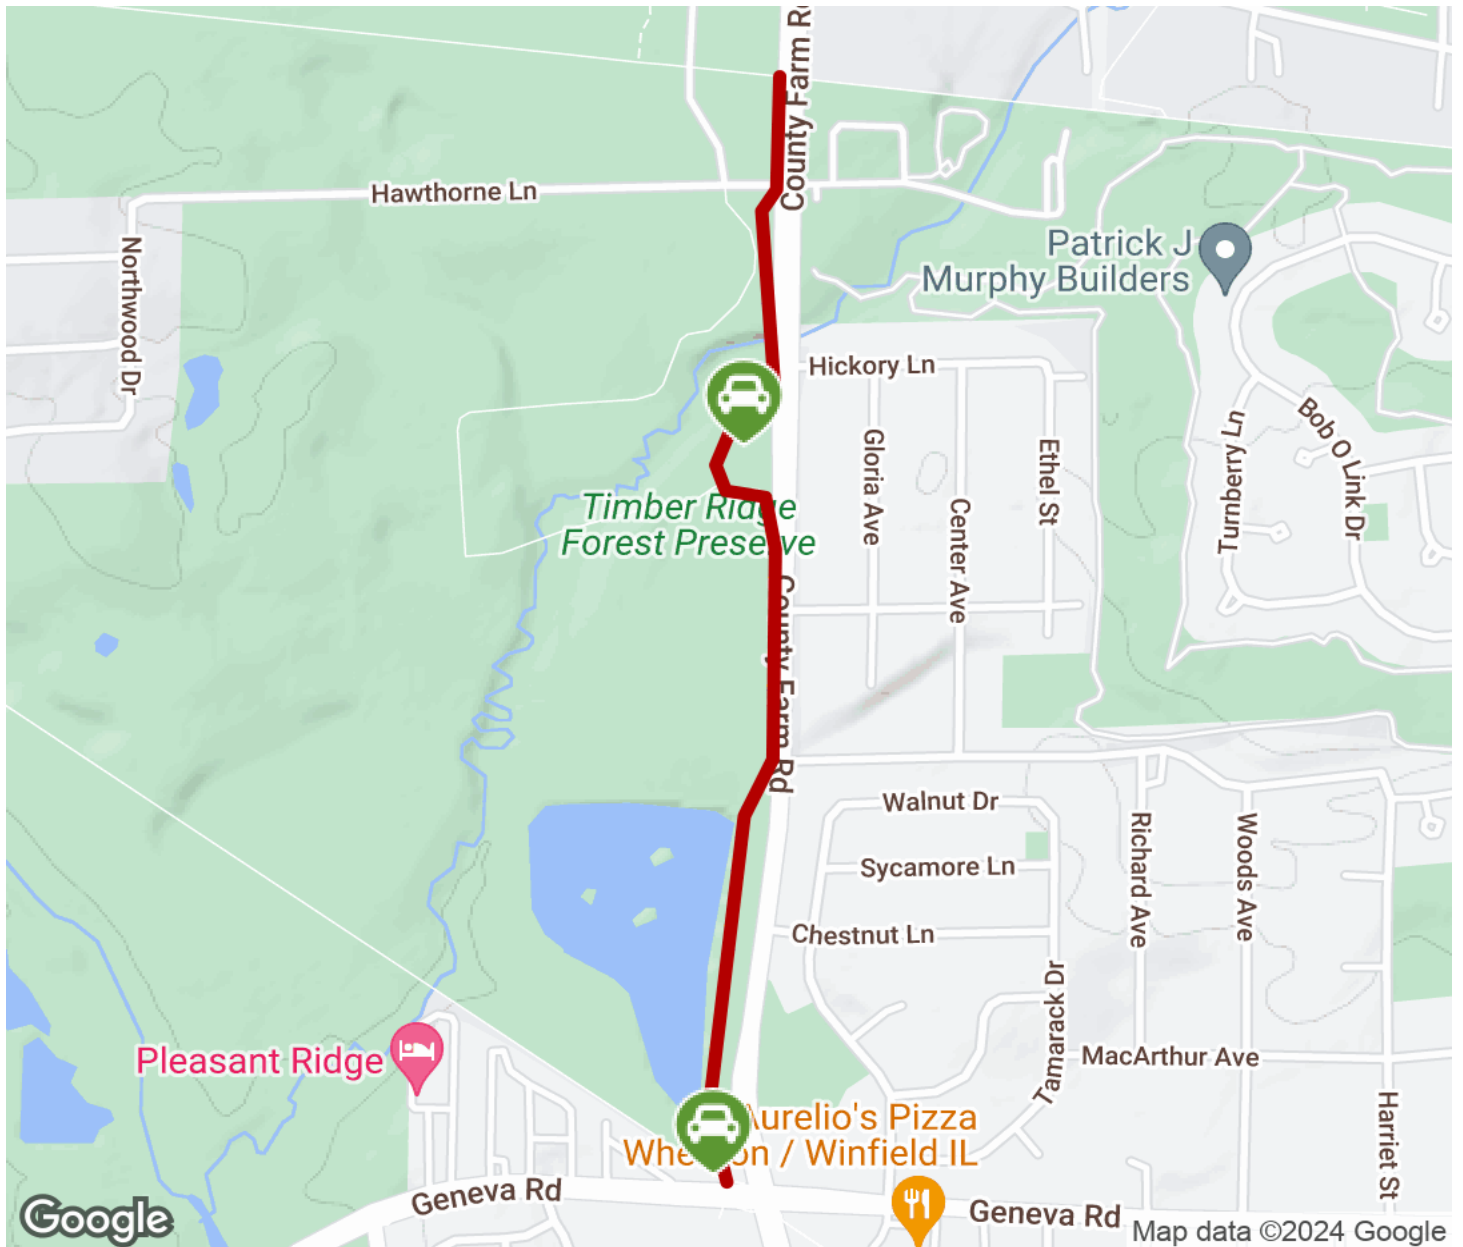 County Farm R
Hawthorne Ln
Northwood Dr
Patrick J
Murphy Builders
Hickory Ln
Gloria Ave
Center Ave
Ethel St
Turnberry Ln
Bob O Link Dr
Timber Ridge
Forest Preserve
County Farm Rd
Walnut Dr
Sycamore Ln
Chestnut Ln
Richard Ave
Woods Ave
Tamarack Dr
MacArthur Ave
Harriet St
Pleasant Ridge
Aurelio's Pizza
/ Winfield IL
Geneva Rd
Geneva Rd
Google
Map data ©2024 Google